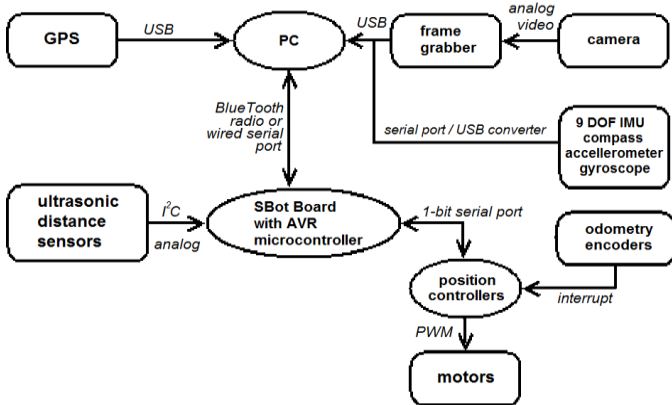 GPS
USB
PC
USB
frame
grabber
analog
video
camera
BlueTooth
radio or
wired serial
port
serial port / USB converter
9 DOF IMU
compass
accellerometer
gyroscope
ultrasonic
distance
sensors
I²C
analog
SBot Board
with AVR
microcontroller
1-bit serial port
odometry
encoders
position
controllers
interrupt
PWM
motors